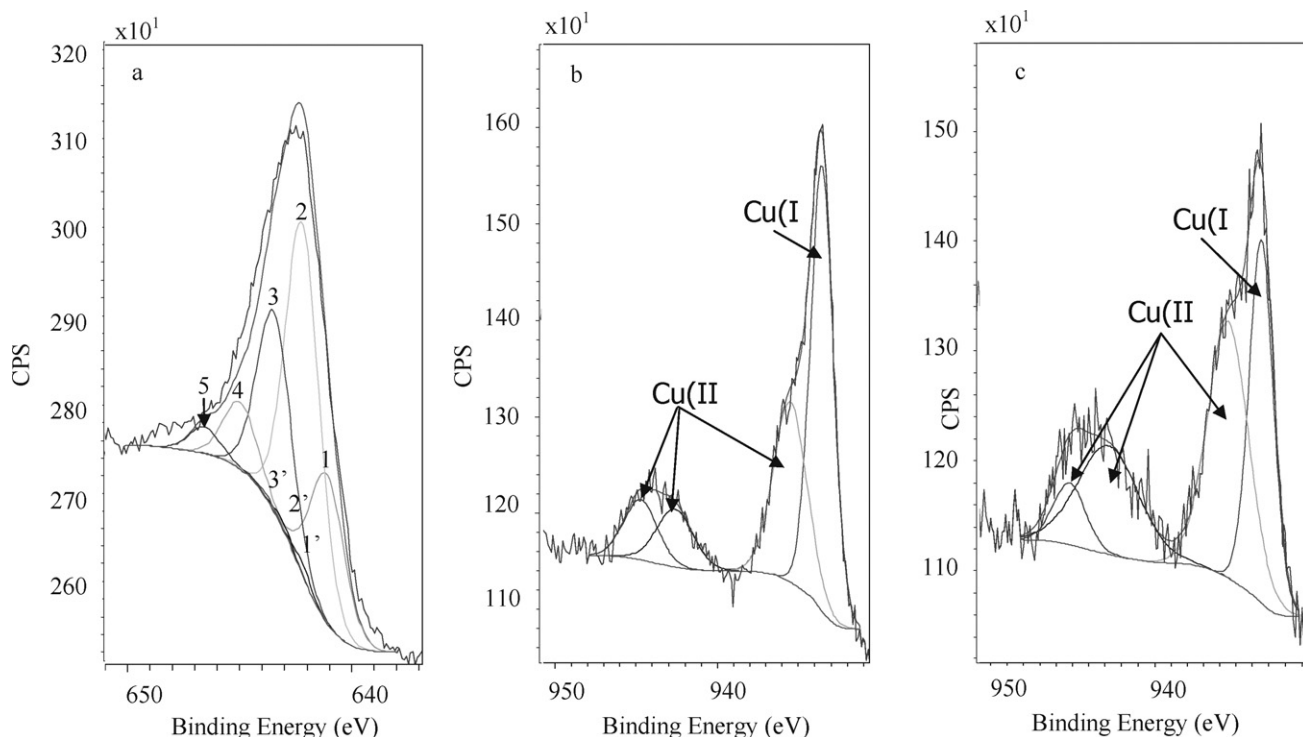 x10¹
a
320
310
300
290
280
270
260
CPS
1
2
3
4
5
1'
2'
3'
650 640
Binding Energy (eV)
x10¹
b
160
150
140
130
120
110
CPS
Cu(I
Cu(II
950 940
Binding Energy (eV)
x10¹
c
150
140
130
120
110
CPS
Cu(I
Cu(II
950 940
Binding Energy (eV)